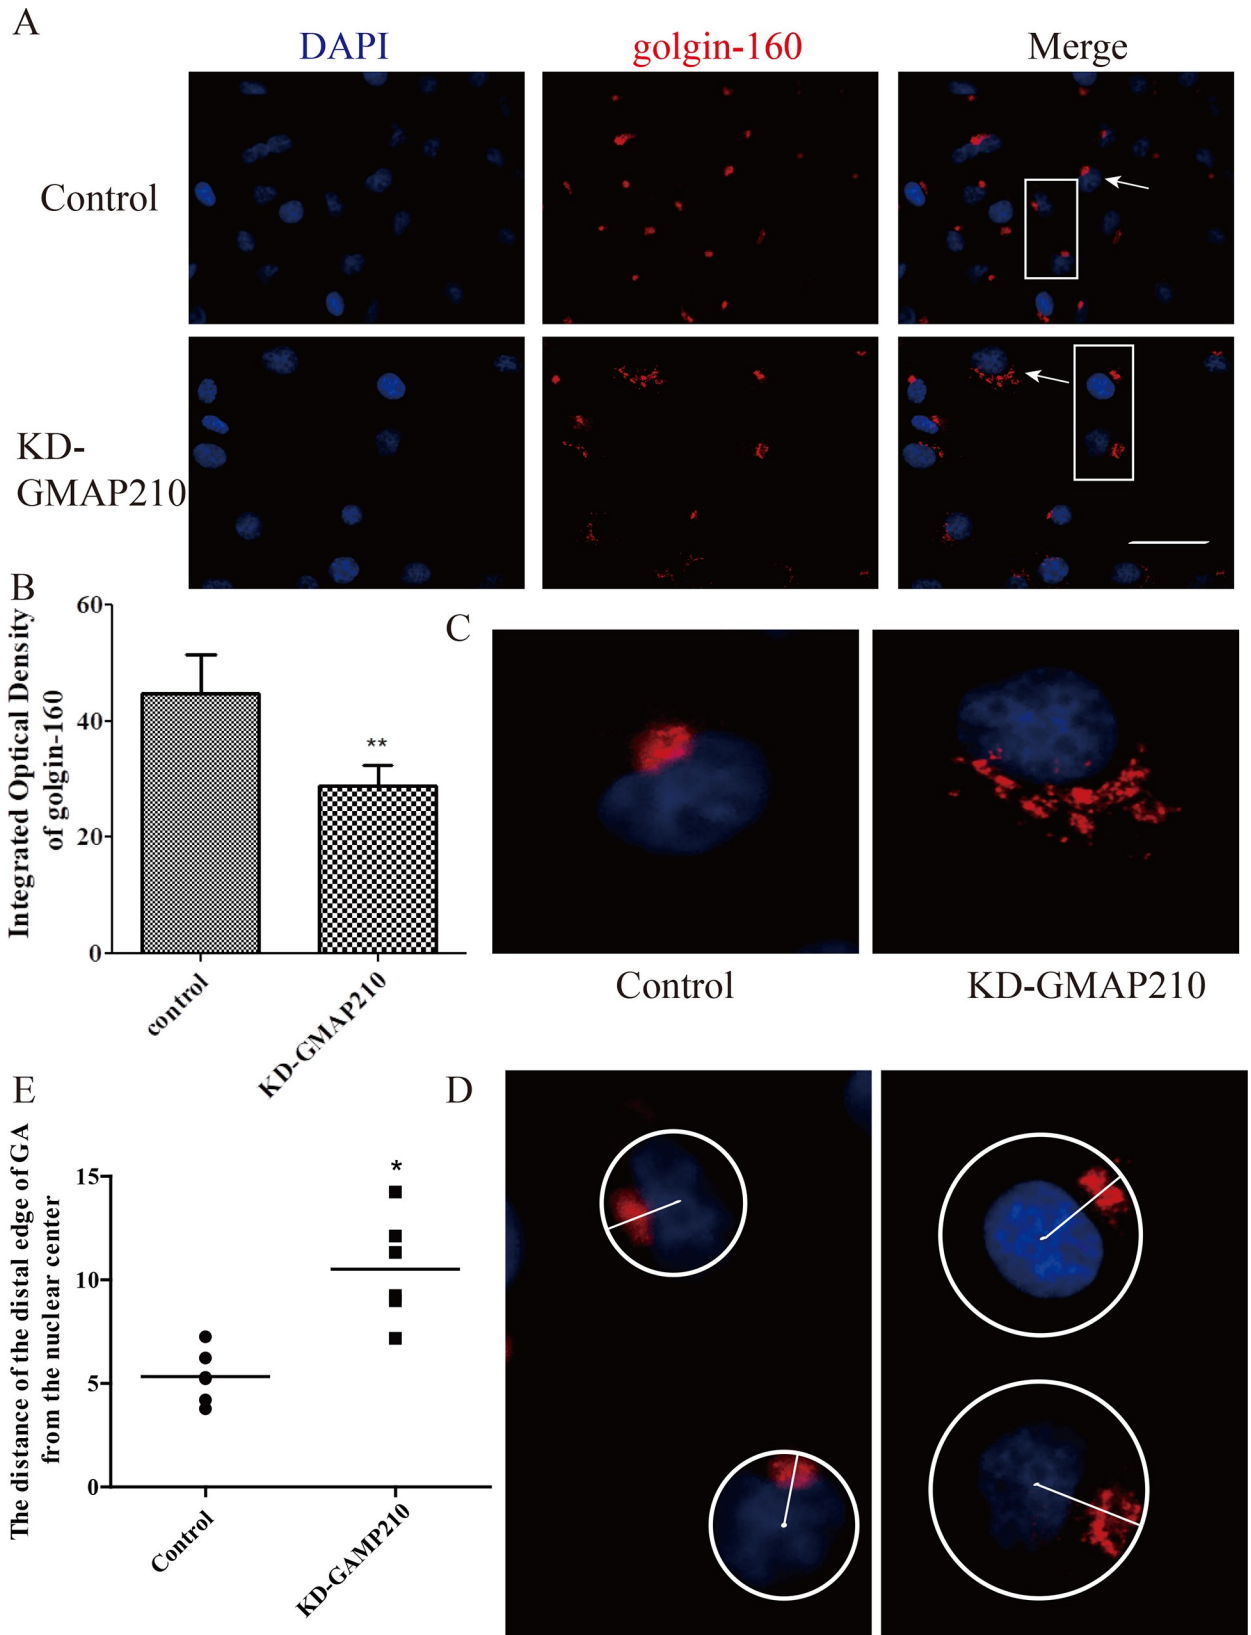 A
DAPI golgin-160 Merge
Control
KD-
GMAP210
B
Integrated Optical Density
of golgin-160
60
40
20
0
**
control
KD-GMAP210
C
Control KD-GMAP210
E
The distance of the distal edge of GA
from the nuclear center
15
10
5
0
*
Control
KD-GAMP210
D